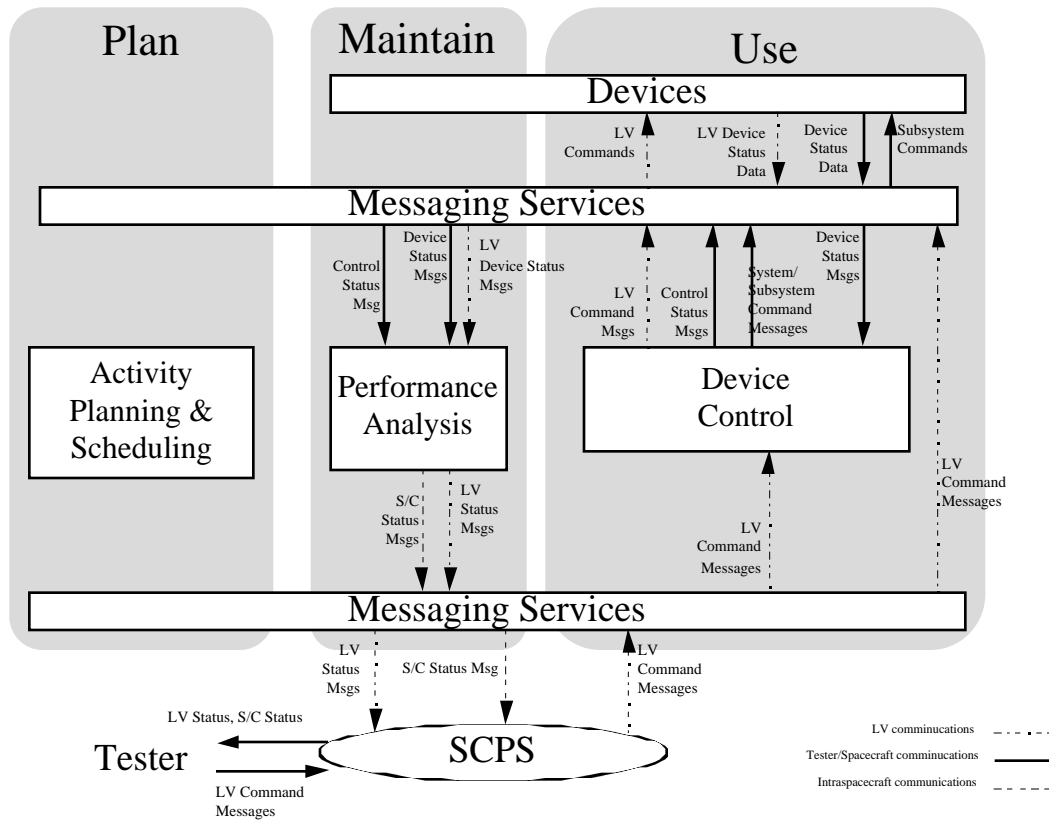 Plan
Maintain
Use
Devices
LV
Commands
LV Device
Status
Data
Device
Status
Data
Subsystem
Commands
Messaging Services
Control
Status
Msg
Device
Status
Msgs
LV
Device Status
Msgs
LV
Command
Msgs
Control
Status
Msgs
System/
Subsystem
Command
Messages
Device
Status
Msgs
Activity
Planning &
Scheduling
Performance
Analysis
Device
Control
S/C
Status
Msgs
LV
Status
Msgs
LV
Command
Messages
LV
Command
Messages
Messaging Services
LV
Status
Msgs
S/C Status Msg
LV
Command
Messages
LV Status, S/C Status
Tester
SCPS
LV Command
Messages
LV comminucations
Tester/Spacecraft comminucations
Intraspacecraft communications